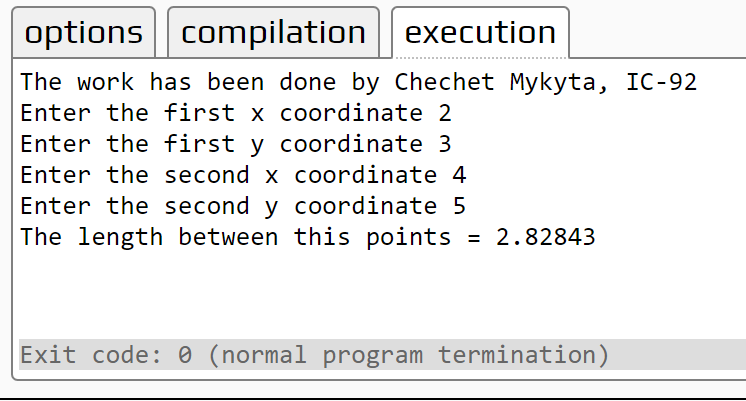 options compilation execution
The work has been done by Chechet Mykyta, IC-92
Enter the first x coordinate 2
Enter the first y coordinate 3
Enter the second x coordinate 4
Enter the second y coordinate 5
The length between this points = 2.82843
Exit code: 0 (normal program termination)